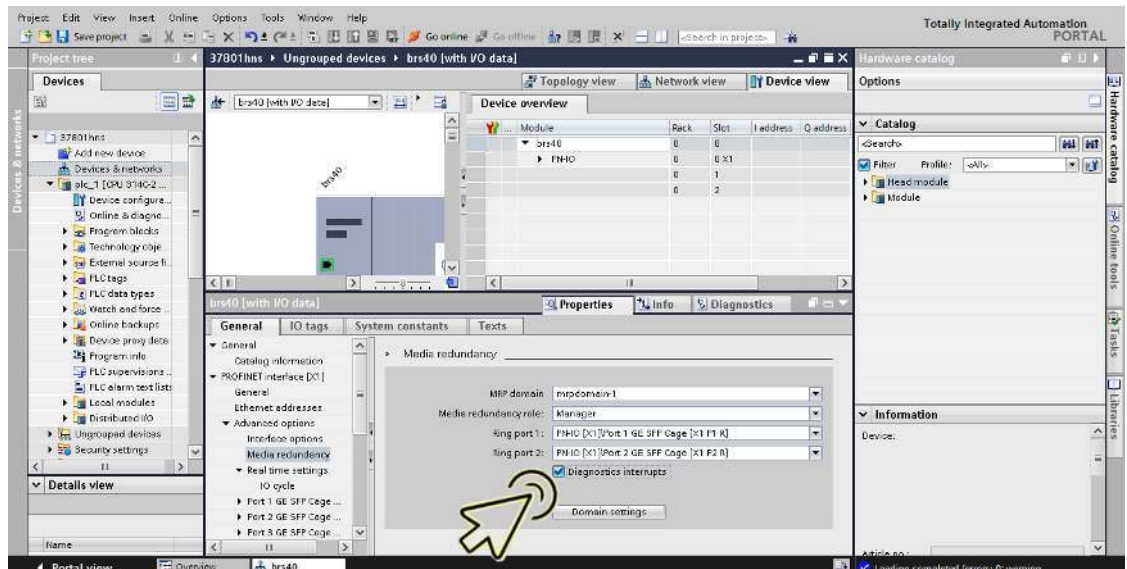 Project Edit View Insert Online Options Tools Window Help
Totally Integrated Automation
PORTAL
Save project
Go online
Go offline
<Search in project>
Project tree
37801hns ▸ Ungrouped devices ▸ brs40 [with I/O data]
Hardware catalog
Devices
Topology view
Network view
Device view
Options
brs40 [with I/O data]
Device overview
Module
Rack
Slot
I address
Q address
brs40 0 0
PN-IO 0 0 X1
0 1
0 2
brs40
37801hns
Add new device
Devices & networks
plc_1 [CPU 314C-2 ...
Device configura...
Online & diagno...
Program blocks
Technology obje...
External source fi...
PLC tags
PLC data types
Watch and force ...
Online backups
Device proxy data
Program info
PLC supervisions ..
PLC alarm text lists
Local modules
Distributed I/O
Ungrouped devices
Security settings
Details view
Name
Catalog
<Search>
Filter
Profile:
<All>
Head module
Module
Information
Device:
Article no.:
Devices & networks
Hardware catalog
Online tools
Tasks
Libraries
brs40 [with I/O data]
Properties
Info
Diagnostics
General
IO tags
System constants
Texts
General
Catalog information
PROFINET interface [X1]
General
Ethernet addresses
Advanced options
Interface options
Media redundancy
Real time settings
IO cycle
Port 1 GE SFP Cage ...
Port 2 GE SFP Cage ...
Port 3 GE SFP Cage ...
Media redundancy
MRP domain mrpdomain-1
Media redundancy role: Manager
Ring port 1: PN-IO [X1]\Port 1 GE SFP Cage [X1 P1 R]
Ring port 2: PN-IO [X1]\Port 2 GE SFP Cage [X1 P2 R]
Diagnostics interrupts
Domain settings
Portal view
Overview
brs40